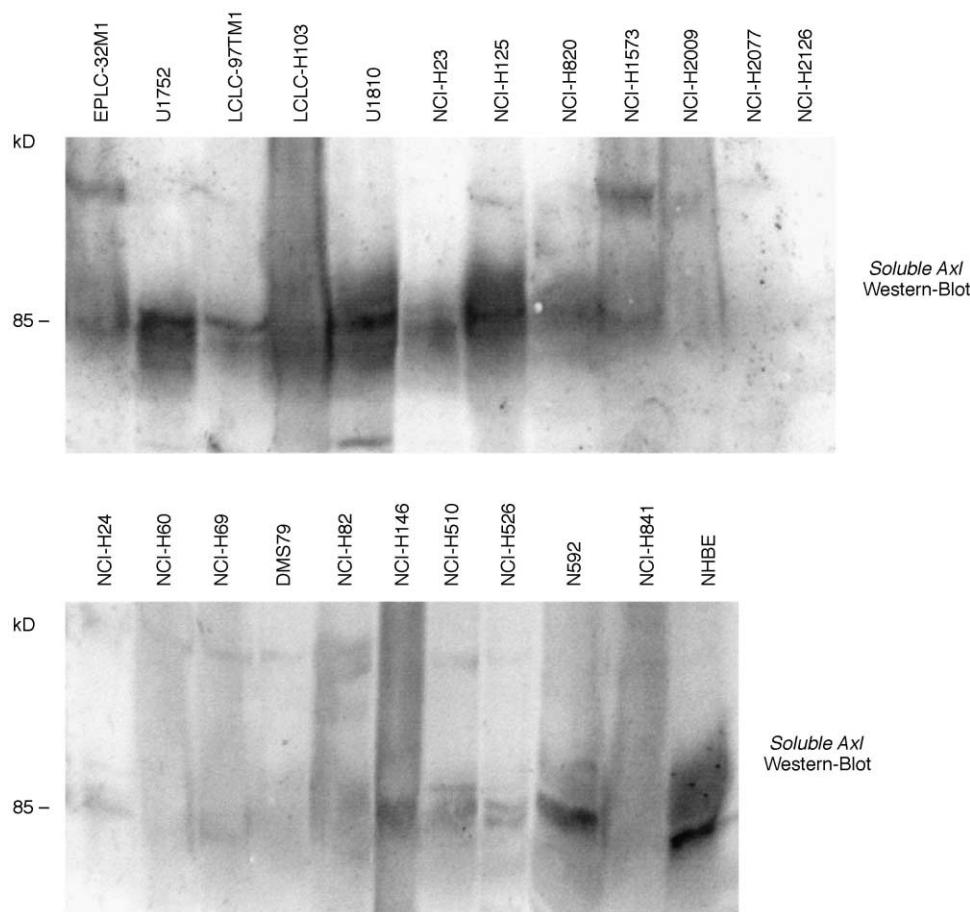 EPLC-32M1
U1752
LCLC-97TM1
LCLC-H103
U1810
NCI-H23
NCI-H125
NCI-H820
NCI-H1573
NCI-H2009
NCI-H2077
NCI-H2126
kD
85 –
Soluble Axl
Western-Blot
NCI-H24
NCI-H60
NCI-H69
DMS79
NCI-H82
NCI-H146
NCI-H510
NCI-H526
N592
NCI-H841
NHBE
kD
85 –
Soluble Axl
Western-Blot